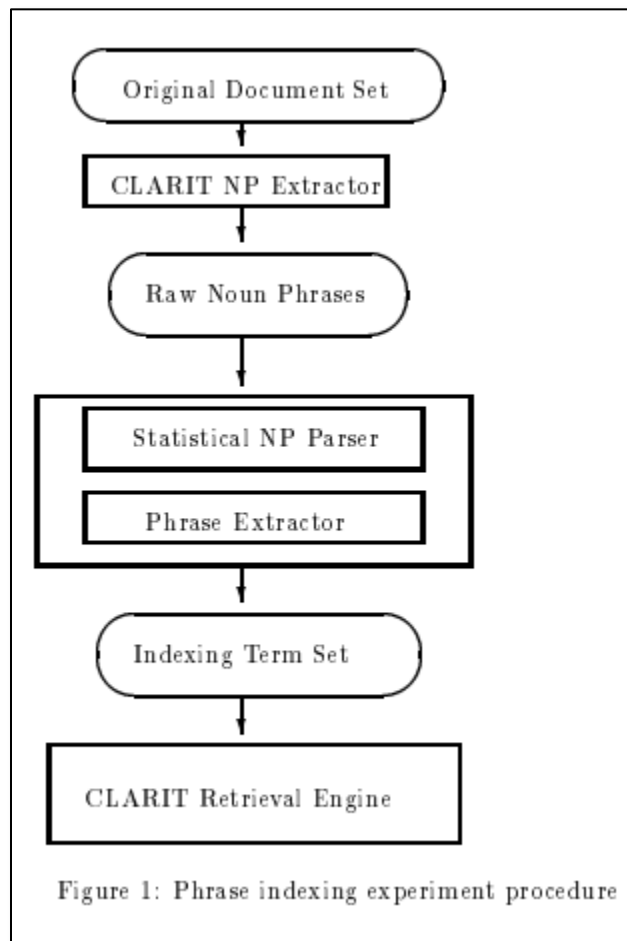 Original Document Set
CLARIT NP Extractor
Raw Noun Phrases
Statistical NP Parser
Phrase Extractor
Indexing Term Set
CLARIT Retrieval Engine
Figure 1: Phrase indexing experiment procedure